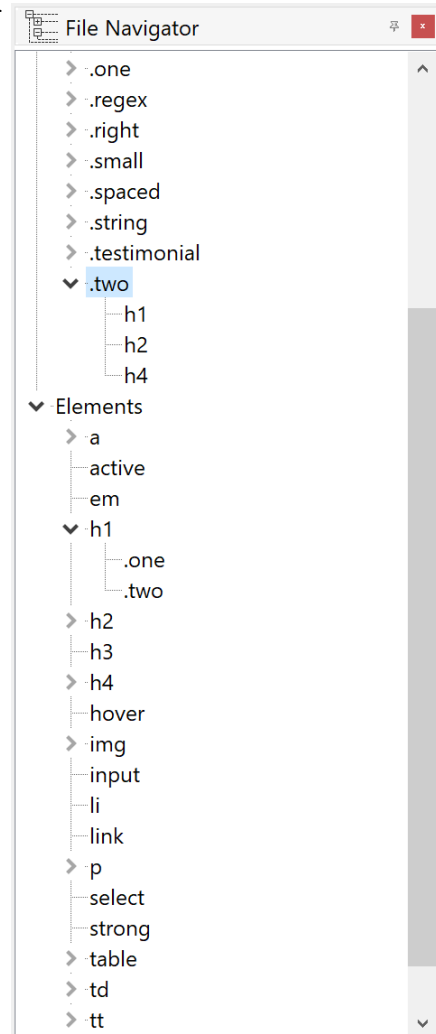 File Navigator
.one
.regex
.right
.small
.spaced
.string
.testimonial
.two
h1
h2
h4
Elements
a
active
em
h1
.one
.two
h2
h3
h4
hover
img
input
li
link
p
select
strong
table
td
tt